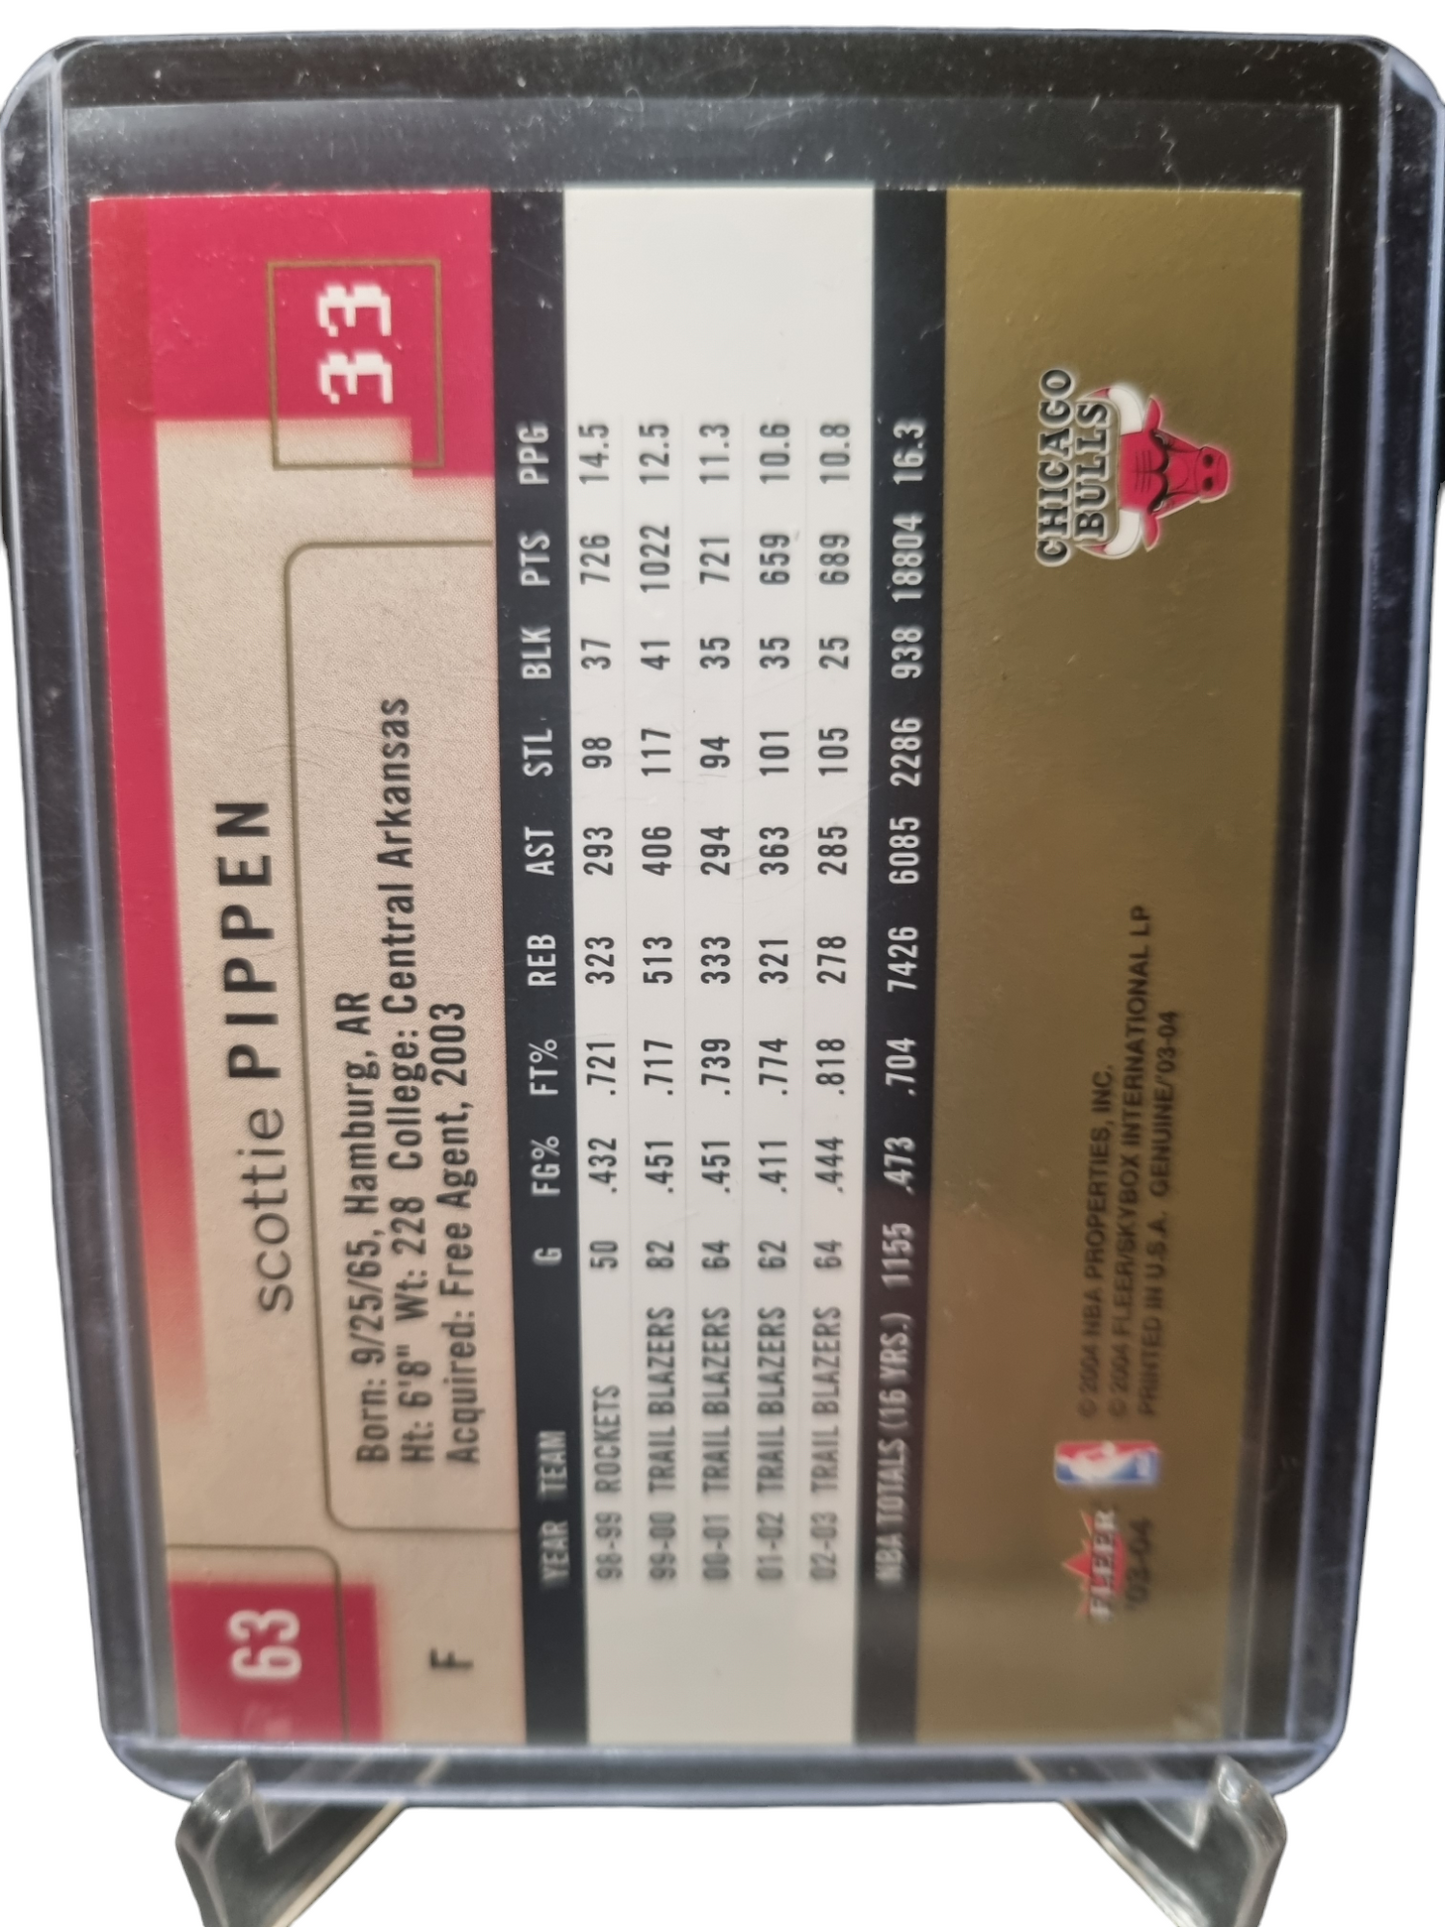 63
scottie PIPPEN
33
F
Born: 9/25/65, Hamburg, AR
Ht: 6'8" Wt: 228 College: Central Arkansas
Acquired: Free Agent, 2003
YEAR TEAM G FG% FT% REB AST STL BLK PTS PPG
98-99 ROCKETS 50 .432 .721 323 293 98 37 726 14.5
99-00 TRAIL BLAZERS 82 .451 .717 513 406 117 41 1022 12.5
00-01 TRAIL BLAZERS 64 .451 .739 333 294 94 35 721 11.3
01-02 TRAIL BLAZERS 62 .411 .774 321 363 101 35 659 10.6
02-03 TRAIL BLAZERS 64 .444 .818 278 285 105 25 689 10.8
NBA TOTALS (16 YRS.) 1155 .473 .704 7426 6085 2286 938 18804 16.3
CHICAGO
BULLS
FLEER
'03-04
© 2004 NBA PROPERTIES, INC.
© 2004 FLEER/SKYBOX INTERNATIONAL LP
PRINTED IN U.S.A. GENUINE/'03-04